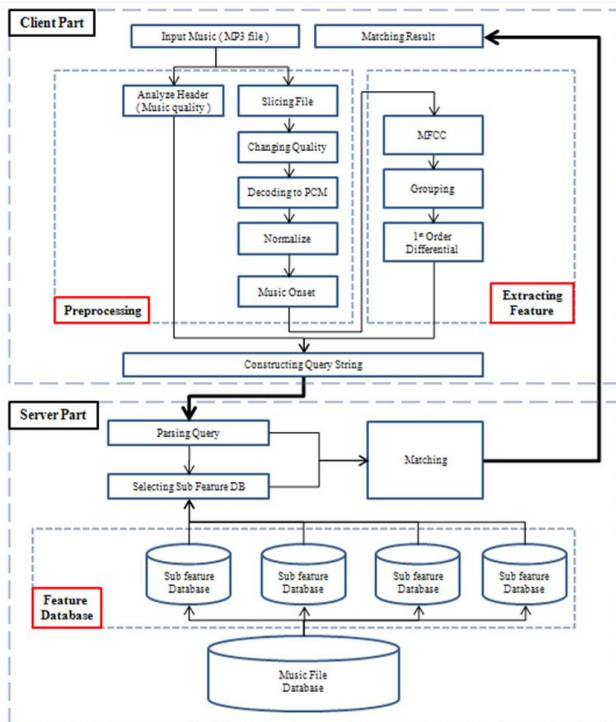 Client Part
Input Music ( MP3 file )
Matching Result
Analyze Header
( Music quality )
Slicing File
Changing Quality
Decoding to PCM
Normalize
Music Onset
Preprocessing
MFCC
Grouping
1st Order
Differential
Extracting
Feature
Constructing Query String
Server Part
Parsing Query
Selecting Sub Feature DB
Matching
Sub feature
Database
Sub feature
Database
Sub feature
Database
Sub feature
Database
Feature
Database
Music File
Database